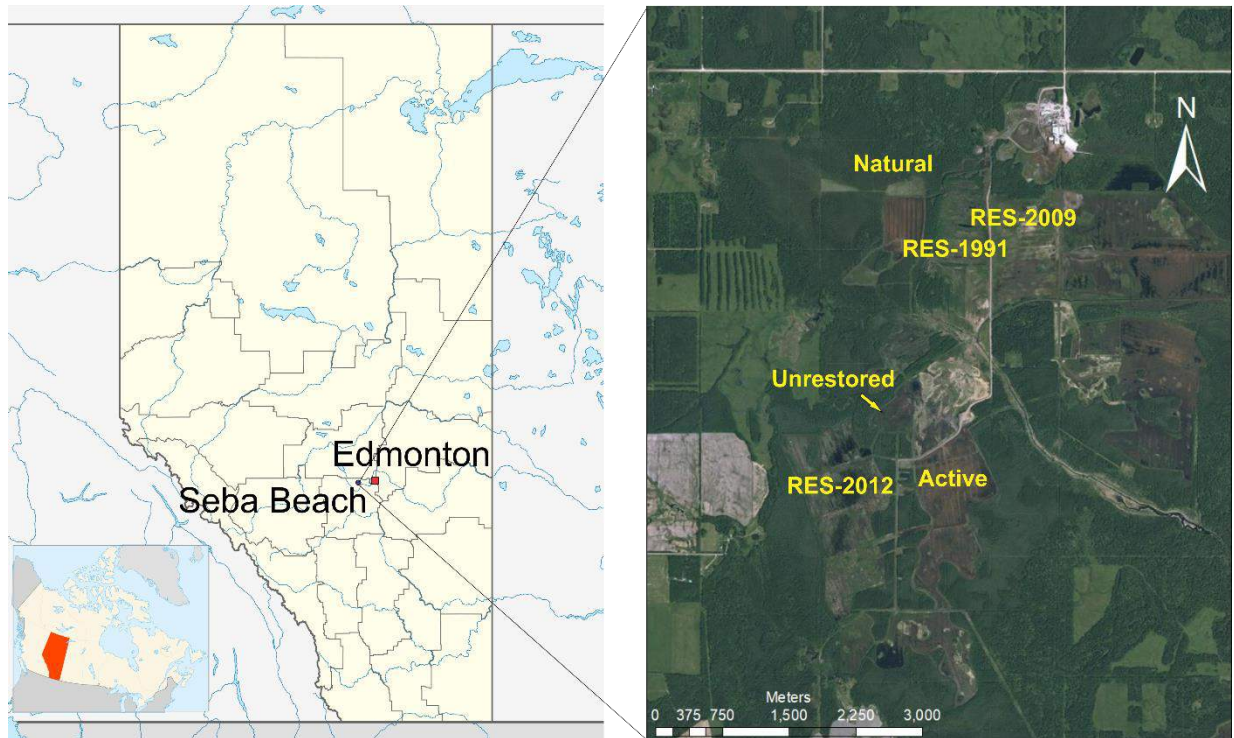 Edmonton
Seba Beach
N
Natural
RES-2009
RES-1991
Unrestored
RES-2012
Active
Meters
0 375 750 1,500 2,250 3,000